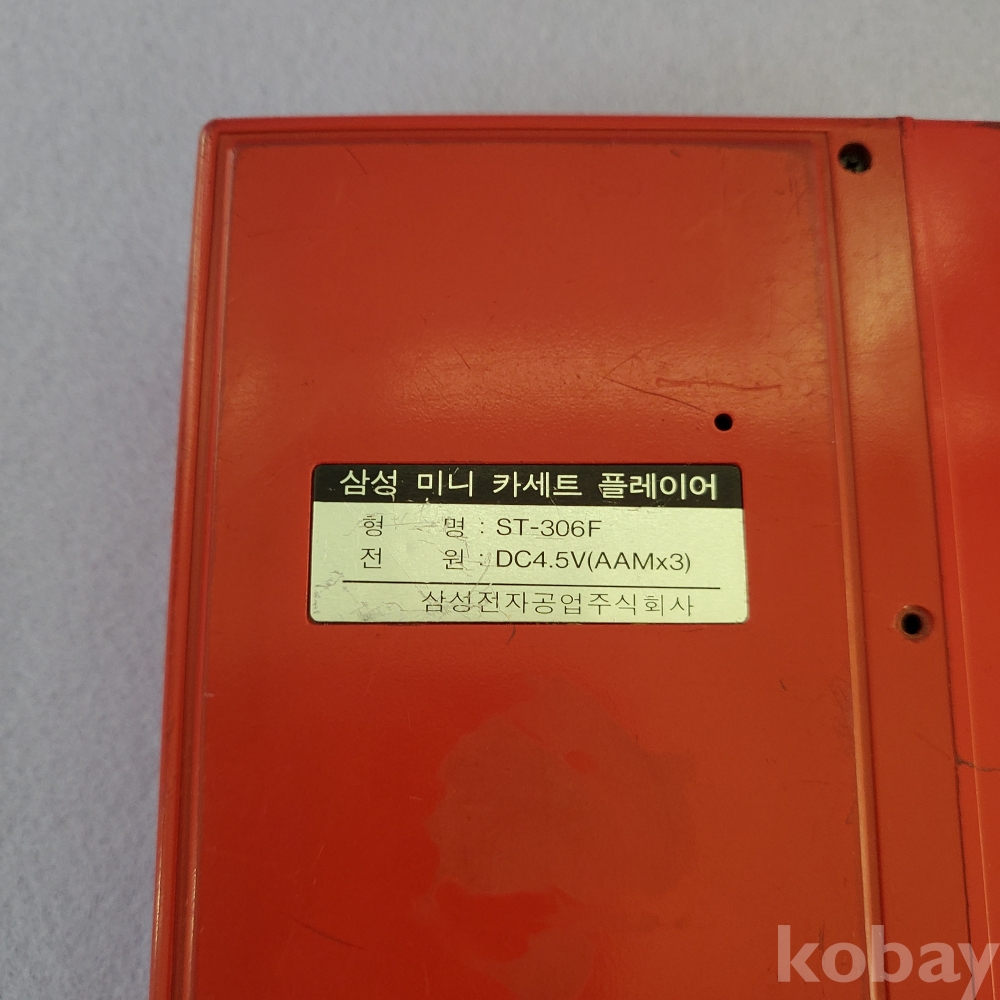 삼성 미니 카세트 플레이어
형 명 : ST-306F
전 원 : DC4.5V(AAMx3)
삼성전자공업주식회사
kobay